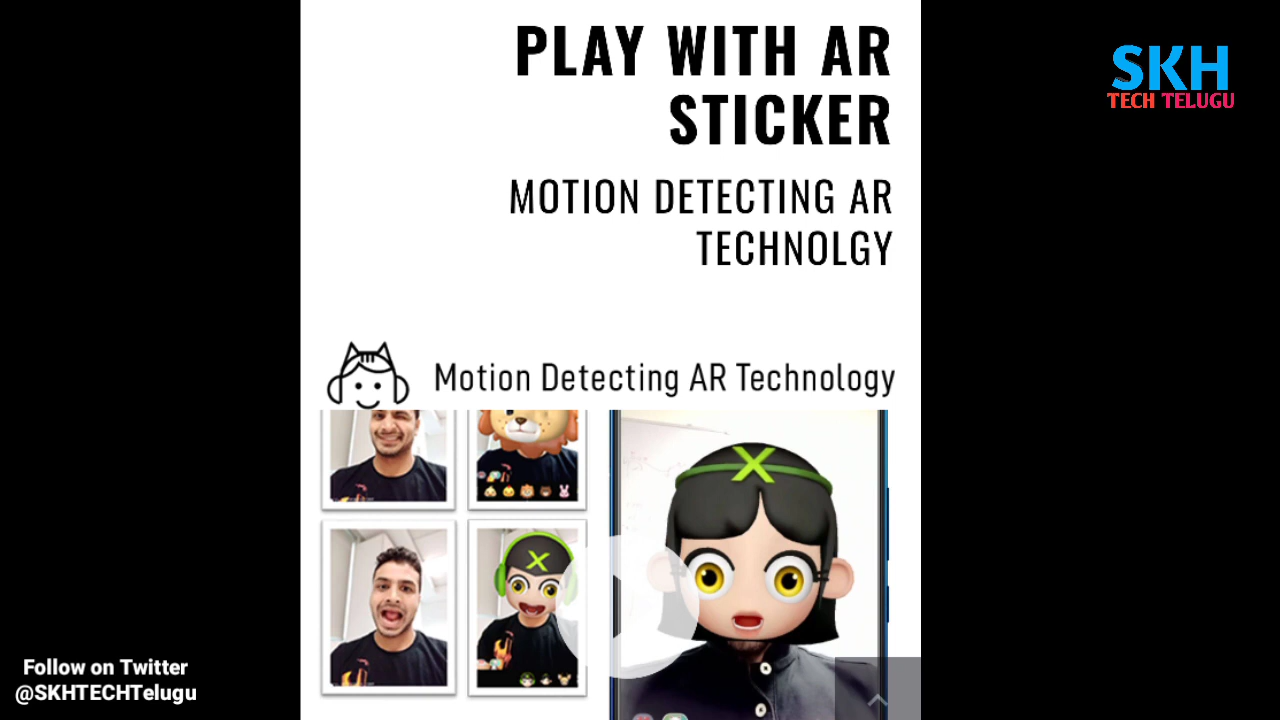 PLAY WITH AR
STICKER
MOTION DETECTING AR
TECHNOLGY
SKH
TECH TELUGU
Motion Detecting AR Technology
X
X
Follow on Twitter
@SKHTECHTelugu